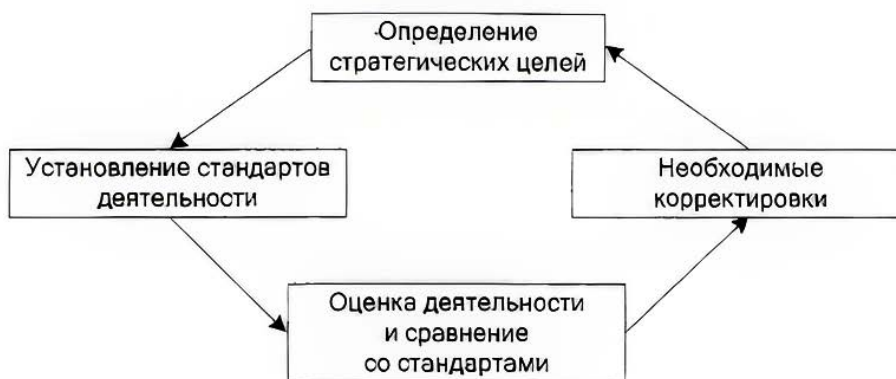 Определение
стратегических целей
Установление стандартов
деятельности
Необходимые
корректировки
Оценка деятельности
и сравнение
со стандартами